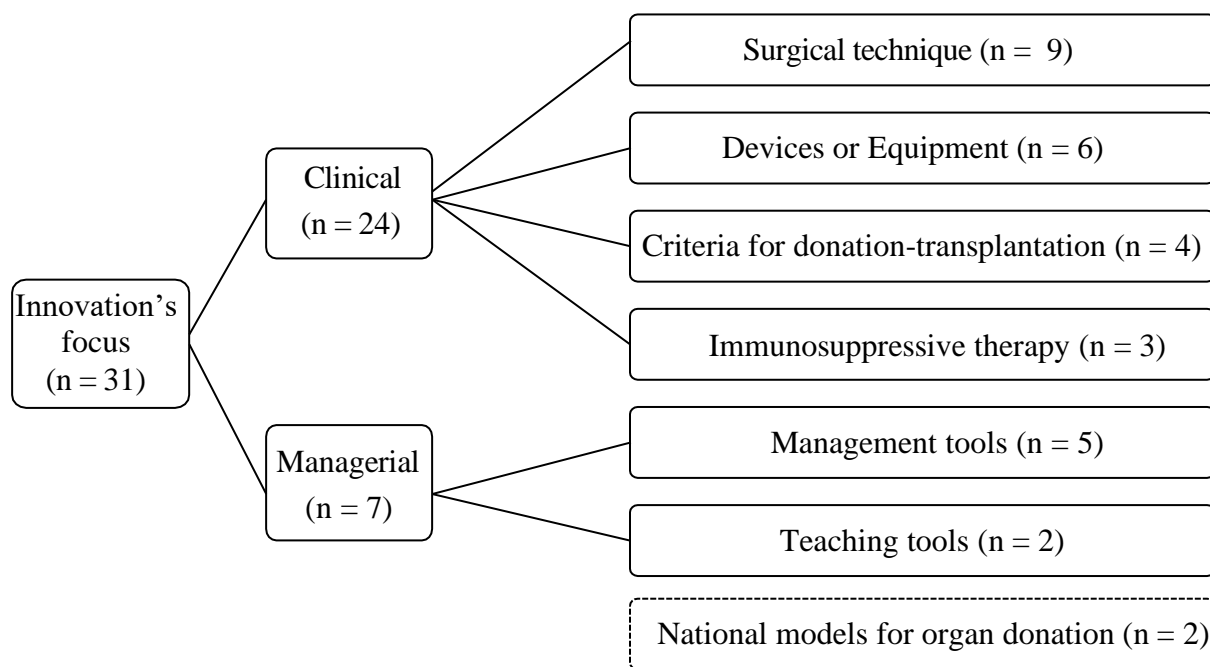 Innovation's
focus
(n = 31)
Clinical
(n = 24)
Managerial
(n = 7)
Surgical technique (n = 9)
Devices or Equipment (n = 6)
Criteria for donation-transplantation (n = 4)
Immunosuppressive therapy (n = 3)
Management tools (n = 5)
Teaching tools (n = 2)
National models for organ donation (n = 2)